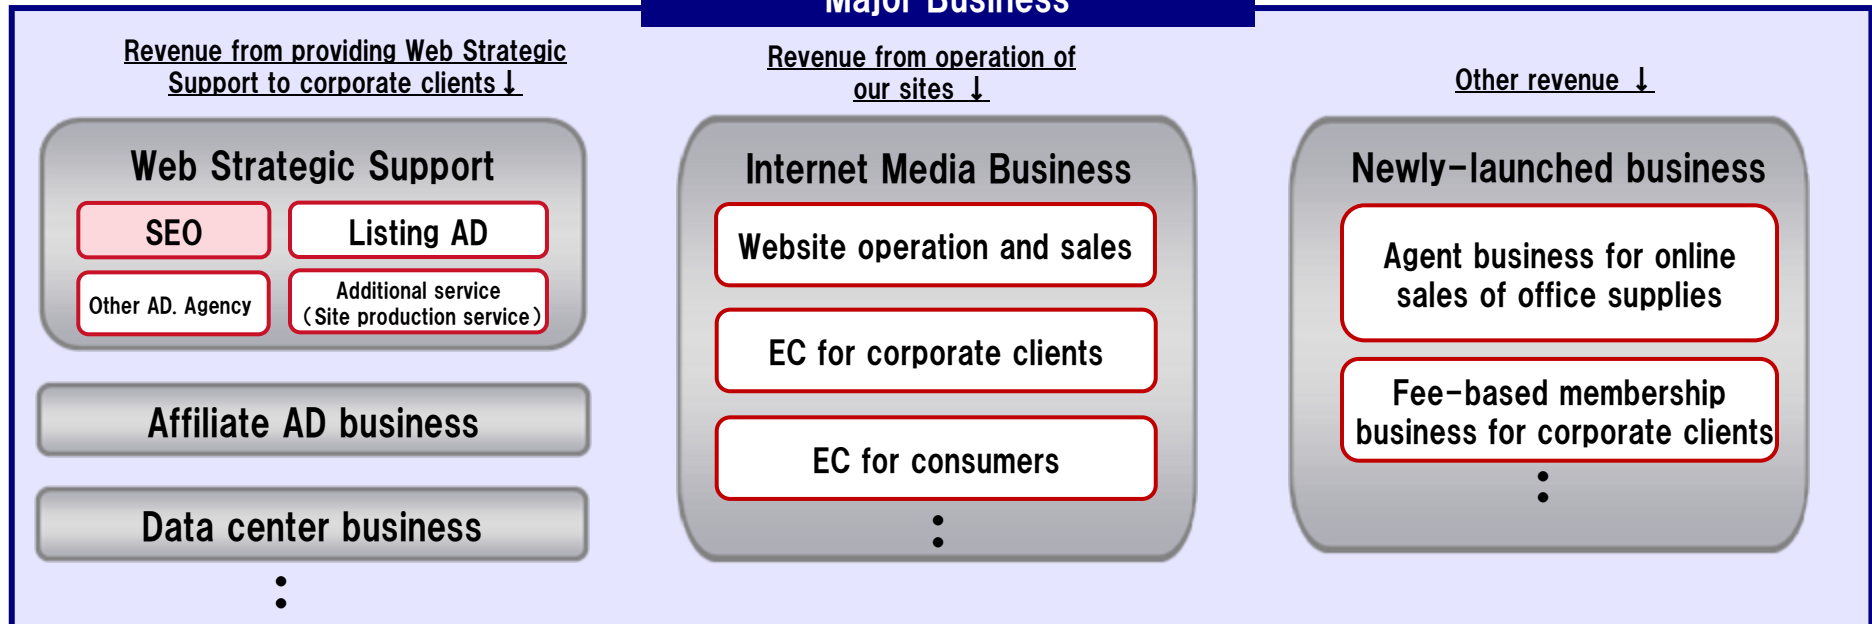 Major Business
Revenue from providing Web Strategic
Support to corporate clients↓
Web Strategic Support
SEO
Listing AD
Other AD. Agency
Additional service
(Site production service)
Affiliate AD business
Data center business
:
Revenue from operation of
our sites ↓
Internet Media Business
Website operation and sales
EC for corporate clients
EC for consumers
:
Other revenue ↓
Newly-launched business
Agent business for online
sales of office supplies
Fee-based membership
business for corporate clients
: